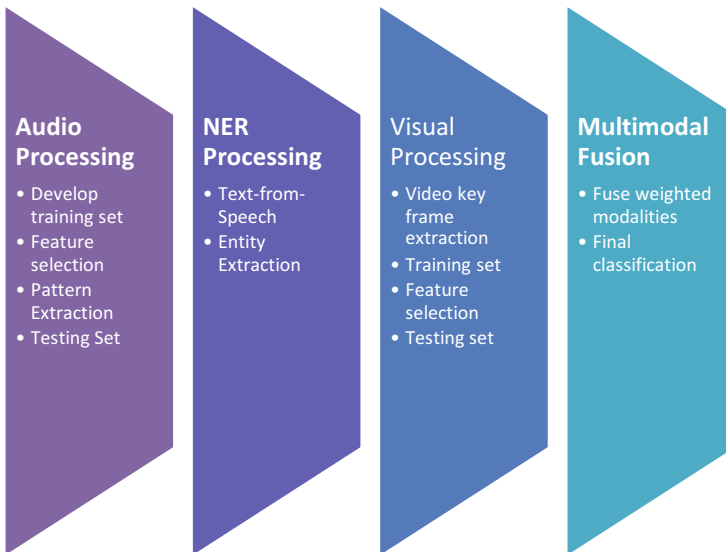 Audio
Processing
• Develop
training set
• Feature
selection
• Pattern
Extraction
• Testing Set
NER
Processing
• Text-from-
Speech
• Entity
Extraction
Visual
Processing
• Video key
frame
extraction
• Training set
• Feature
selection
• Testing set
Multimodal
Fusion
• Fuse weighted
modalities
• Final
classification